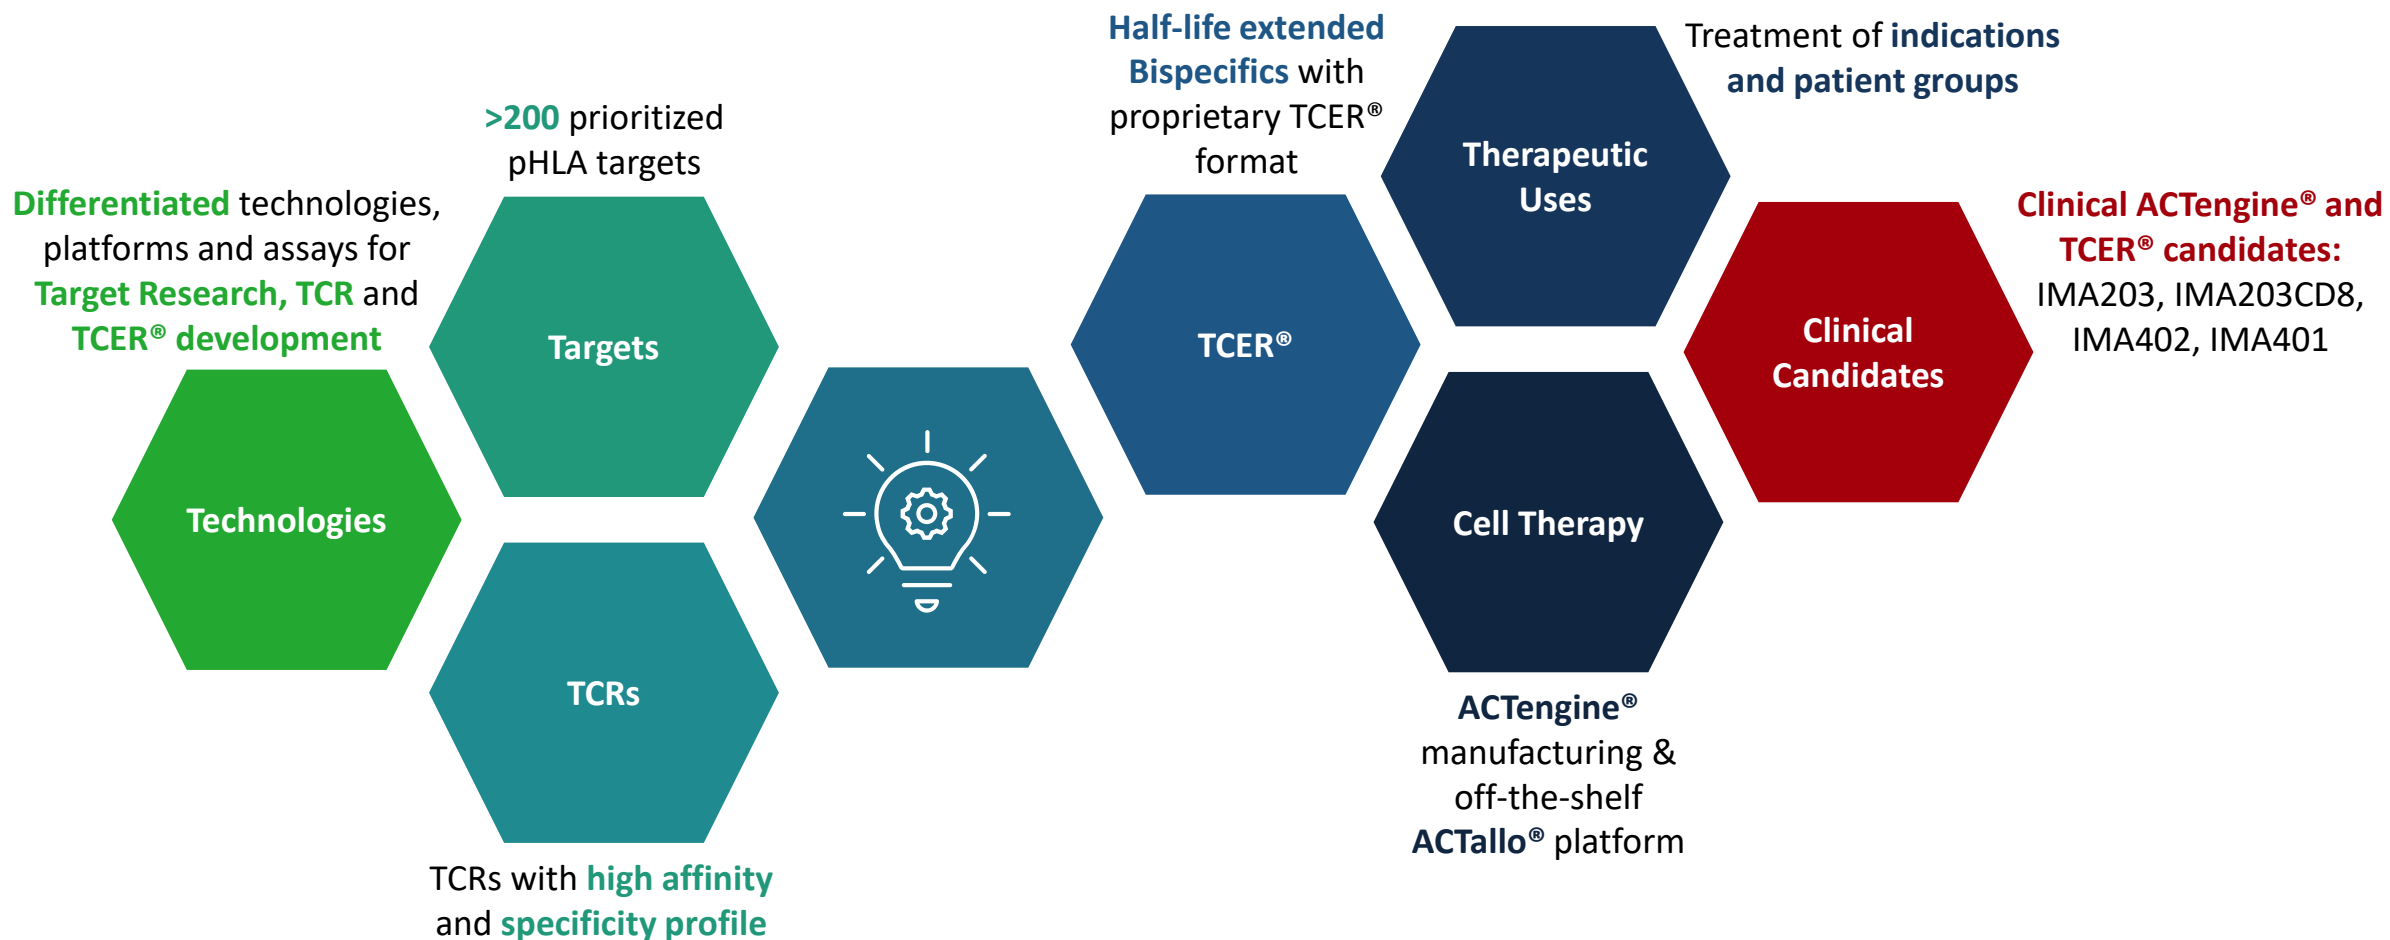 Differentiated technologies,
platforms and assays for
Target Research, TCR and
TCER® development
Technologies
>200 prioritized
pHLA targets
Targets
TCRs
TCRs with high affinity
and specificity profile
Half-life extended
Bispecifics with
proprietary TCER®
format
TCER®
Treatment of indications
and patient groups
Therapeutic
Uses
Cell Therapy
ACTengine®
manufacturing &
off-the-shelf
ACTallo® platform
Clinical
Candidates
Clinical ACTengine® and
TCER® candidates:
IMA203, IMA203CD8,
IMA402, IMA401